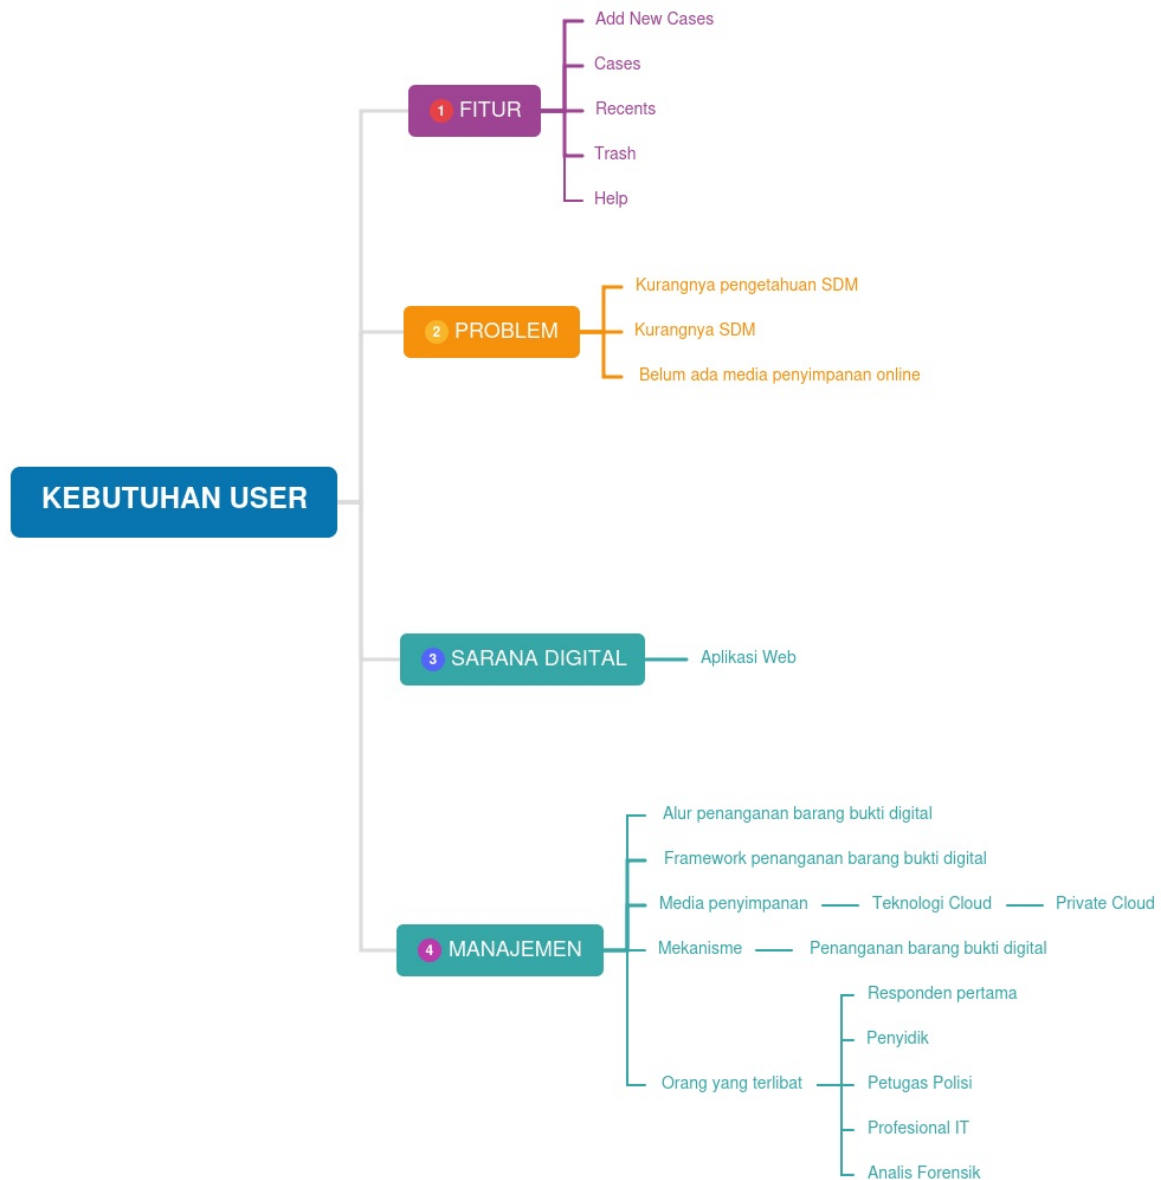 KEBUTUHAN USER
1 FITUR
Add New Cases
Cases
Recents
Trash
Help
2 PROBLEM
Kurangnya pengetahuan SDM
Kurangnya SDM
Belum ada media penyimpanan online
3 SARANA DIGITAL
Aplikasi Web
4 MANAJEMEN
Alur penanganan barang bukti digital
Framework penanganan barang bukti digital
Media penyimpanan
Teknologi Cloud
Private Cloud
Mekanisme
Penanganan barang bukti digital
Orang yang terlibat
Responden pertama
Penyidik
Petugas Polisi
Profesional IT
Analis Forensik